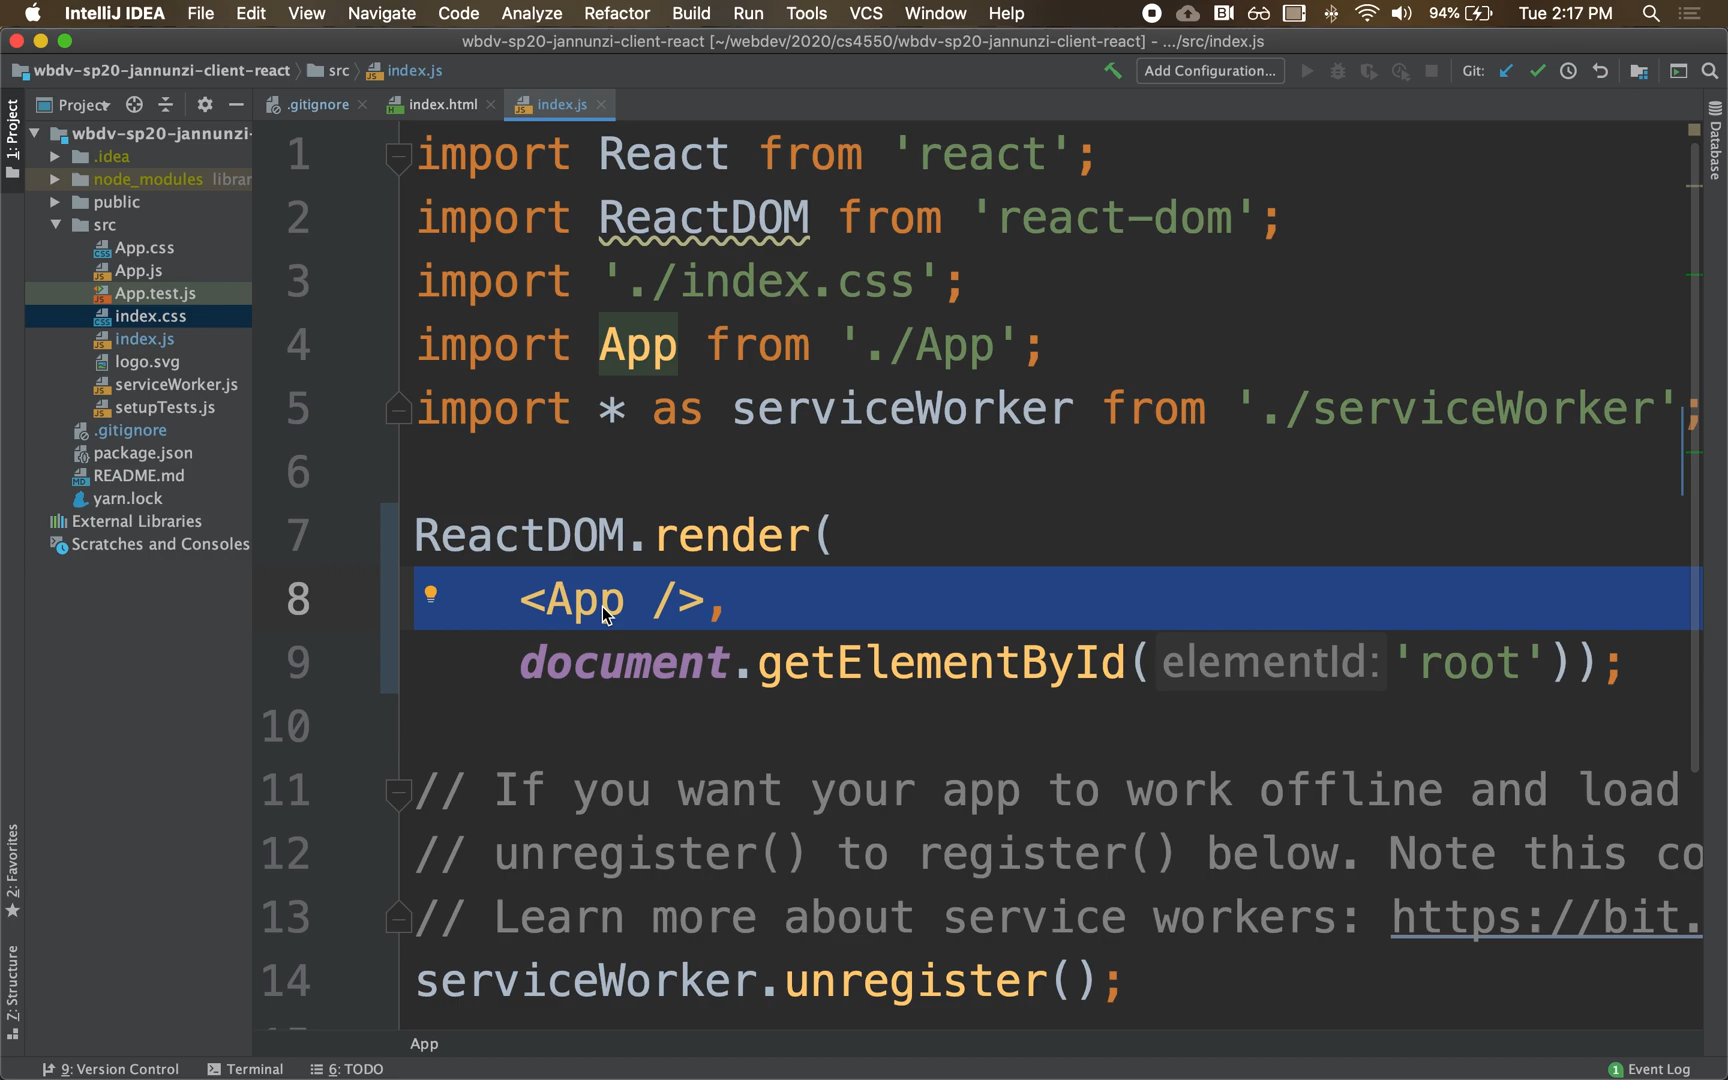 IntelliJ IDEA File Edit View Navigate Code Analyze Refactor Build Run Tools VCS Window Help 94% Tue 2:17 PM
wbdv-sp20-jannunzi-client-react [~/webdev/2020/cs4550/wbdv-sp20-jannunzi-client-react] - .../src/index.js
wbdv-sp20-jannunzi-client-react src index.js Add Configuration... Git:
1: Project
Project
.gitignore index.html index.js
Database
wbdv-sp20-jannunzi-
.idea
node_modules librar
public
src
App.css
App.js
App.test.js
index.css
index.js
logo.svg
serviceWorker.js
setupTests.js
.gitignore
package.json
README.md
yarn.lock
External Libraries
Scratches and Consoles
1 import React from 'react';
2 import ReactDOM from 'react-dom';
3 import './index.css';
4 import App from './App';
5 import * as serviceWorker from './serviceWorker';
6
7 ReactDOM.render(
8 <App />,
9 document.getElementById( elementId: 'root'));
10
11 // If you want your app to work offline and load
12 // unregister() to register() below. Note this co
13 // Learn more about service workers: https://bit.
14 serviceWorker.unregister();
App
2: Favorites
Z: Structure
9: Version Control Terminal 6: TODO 1 Event Log